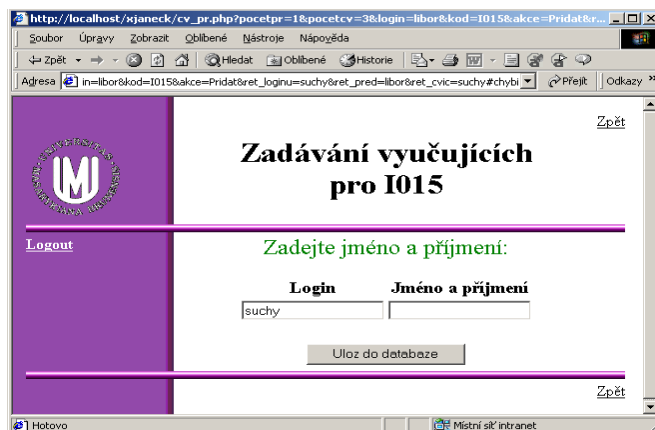 http://localhost/xjaneck/cv_pr.php?pocetpr=1&pocetcv=3&login=libor&kod=I015&akce=Pridat&r...
Soubor Úpravy Zobrazit Oblíbené Nástroje Nápověda
Zpět Hledat Oblíbené Historie
Adresa in=libor&kod=I015&akce=Pridat&ret_loginu=suchy&ret_pred=libor&ret_cvic=suchy#chybi Přejít Odkazy »
Zpět
Zadávání vyučujících
pro I015
Logout
Zadejte jméno a příjmení:
Login Jméno a příjmení
suchy
Uloz do databaze
Zpět
Hotovo Místní síť intranet